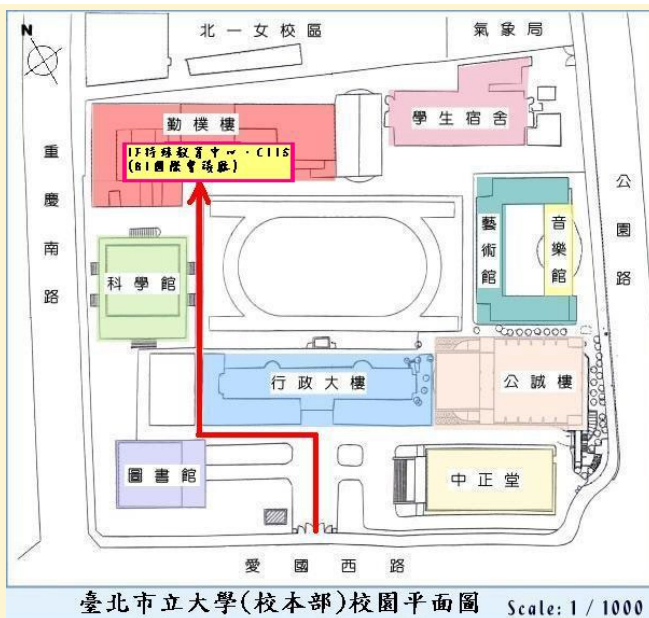 N
北一女校區
氣象局
勤樸樓
學生宿舍
1F特殊教育中心．C115
(B1國際會議廳)
重慶南路
公園路
藝術館
音樂館
科學館
行政大樓
公誠樓
圖書館
中正堂
愛國西路
臺北市立大學(校本部)校園平面圖 Scale: 1 / 1000